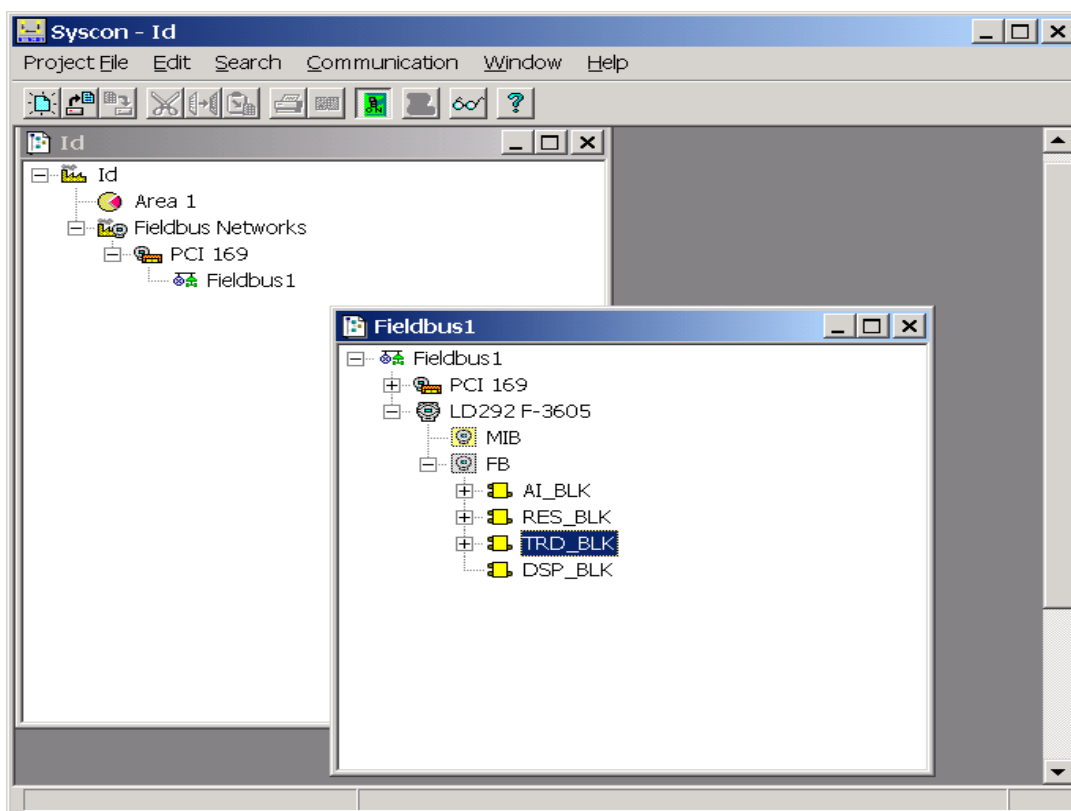 Syscon - Id
Project File Edit Search Communication Window Help
Id
Id
Area 1
Fieldbus Networks
PCI 169
Fieldbus1
Fieldbus1
Fieldbus1
PCI 169
LD292 F-3605
MIB
FB
AI_BLK
RES_BLK
TRD_BLK
DSP_BLK